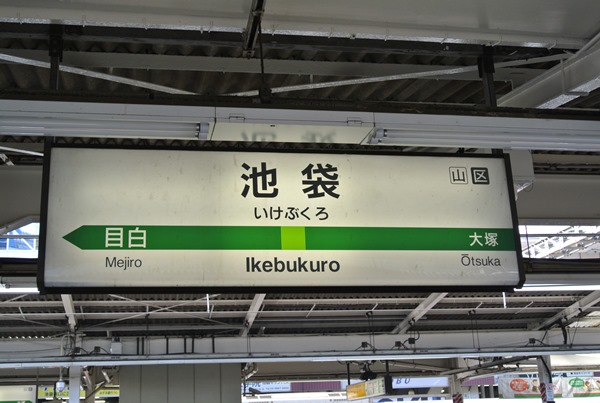 池袋
山 区
いけぶくろ
目白
大塚
Mejiro
Ikebukuro
Ōtsuka